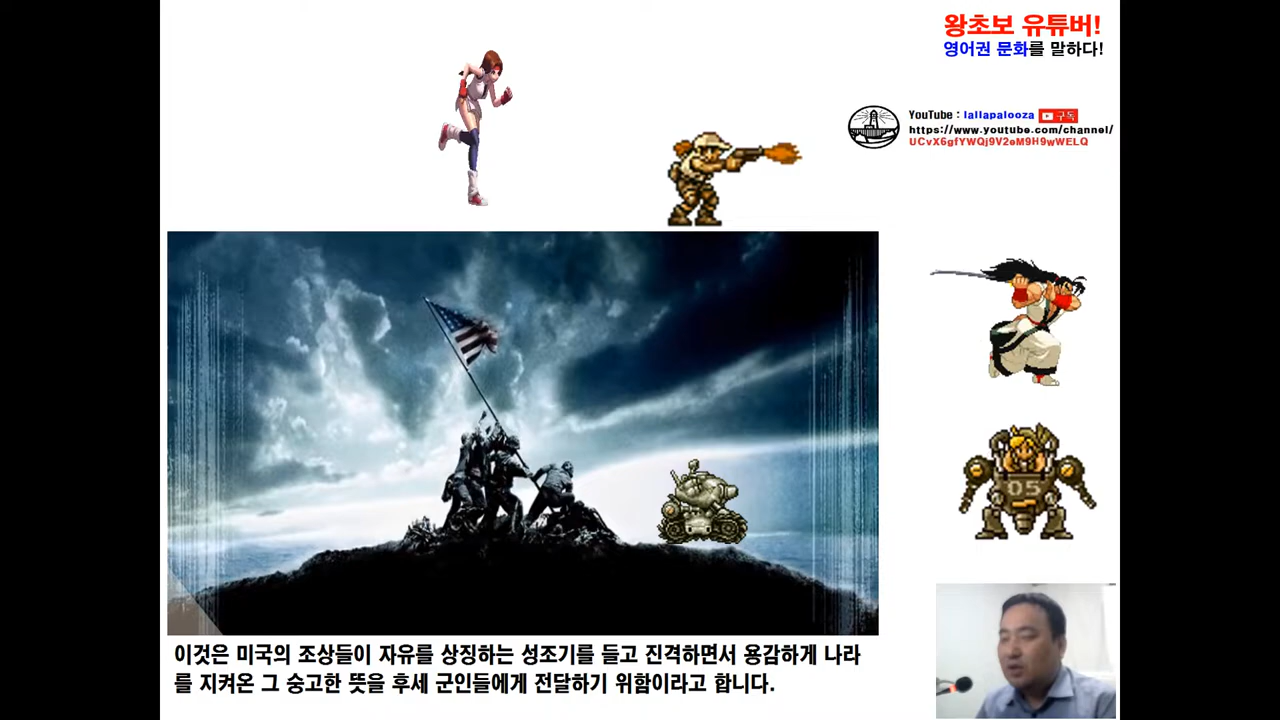 왕초보 유튜버!
영어권 문화를 말하다!
YouTube : lallapalooza 구독
https://www.youtube.com/channel/
UCvX6gfYWQj9V2eM9H9wWELQ
05
이것은 미국의 조상들이 자유를 상징하는 성조기를 들고 진격하면서 용감하게 나라
를 지켜온 그 숭고한 뜻을 후세 군인들에게 전달하기 위함이라고 합니다.